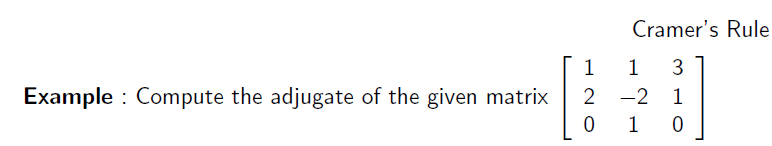 Cramer's Rule
Example : Compute the adjugate of the given matrix
1 1 3
2 −2 1
0 1 0